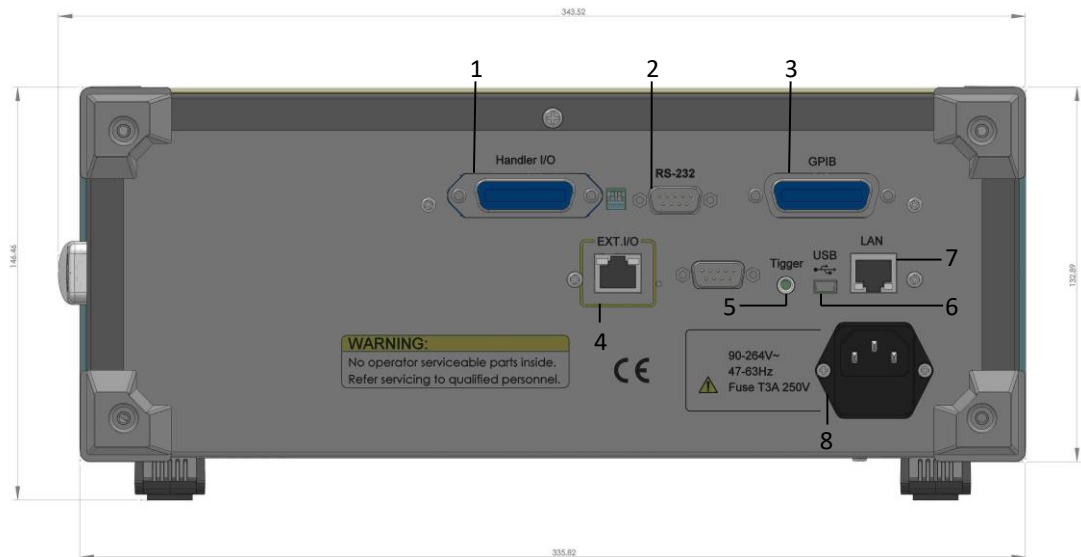 343.52
1
2
3
Handler I/O
RS-232
GPIB
146.46
132.89
EXT.I/O
Tigger
USB
LAN
7
5
6
4
WARNING:
No operator serviceable parts inside.
Refer servicing to qualified personnel.
CE
90-264V~
47-63Hz
Fuse T3A 250V
8
335.82